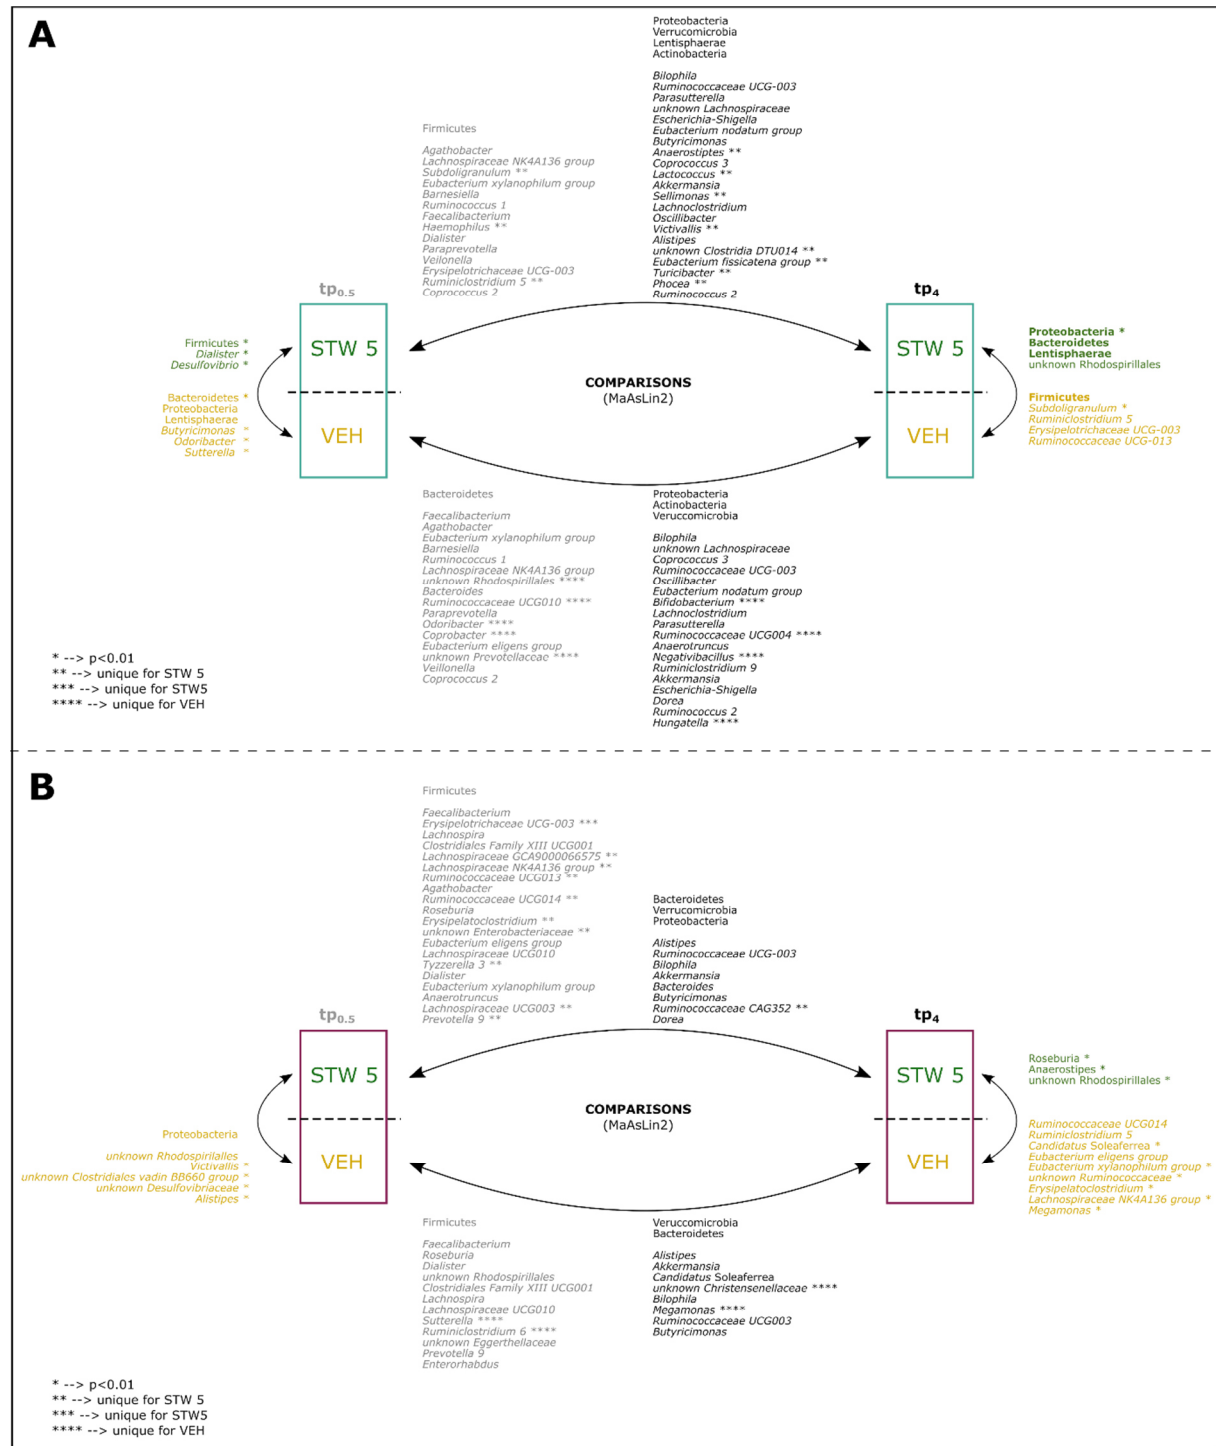 A
Proteobacteria
Verrucomicrobia
Lentisphaerae
Actinobacteria
Bilophila
Ruminococcaceae UCG-003
Parasutterella
unknown Lachnospiraceae
Escherichia-Shigella
Eubacterium nodatum group
Butyricimonas
Anaerostiptes **
Coprococcus 3
Lactococcus **
Akkermansia
Sellimonas **
Lachnoclostridium
Oscillibacter
Victivallis **
Alistipes
unknown Clostridia DTU014 **
Eubacterium fissicatena group **
Turicibacter **
Phocea **
Ruminococcus 2
Firmicutes
Agathobacter
Lachnospiraceae NK4A136 group
Subdoligranulum **
Eubacterium xylanophilum group
Barnesiella
Ruminococcus 1
Faecalibacterium
Haemophilus **
Dialister
Paraprevotella
Veilonella
Erysipelotrichaceae UCG-003
Ruminiclostridium 5 **
Coprococcus 2
tp0.5
STW 5
VEH
Firmicutes *
Dialister *
Desulfovibrio *
Bacteroidetes *
Proteobacteria
Lentisphaerae
Butyricimonas *
Odoribacter *
Sutterella *
COMPARISONS
(MaAsLin2)
tp4
STW 5
VEH
Proteobacteria *
Bacteroidetes
Lentisphaerae
unknown Rhodospirillales
Firmicutes
Subdoligranulum *
Ruminiclostridium 5
Erysipelotrichaceae UCG-003
Ruminococcaceae UCG-013
Bacteroidetes
Faecalibacterium
Agathobacter
Eubacterium xylanophilum group
Barnesiella
Ruminococcus 1
Lachnospiraceae NK4A136 group
unknown Rhodospirillales ****
Bacteroides
Ruminococcaceae UCG010 ****
Paraprevotella
Odoribacter ****
Coprobacter ****
Eubacterium eligens group
unknown Prevotellaceae ****
Veillonella
Coprococcus 2
Proteobacteria
Actinobacteria
Veruccomicrobia
Bilophila
unknown Lachnospiraceae
Coprococcus 3
Ruminococcaceae UCG-003
Oscillibacter
Eubacterium nodatum group
Bifidobacterium ****
Lachnoclostridium
Parasutterella
Ruminococcaceae UCG004 ****
Anaerotruncus
Negativibacillus ****
Ruminiclostridium 9
Akkermansia
Escherichia-Shigella
Dorea
Ruminococcus 2
Hungatella ****
* --> p<0.01
** --> unique for STW 5
*** --> unique for STW5
**** --> unique for VEH
B
Firmicutes
Faecalibacterium
Erysipelotrichaceae UCG-003 ***
Lachnospira
Clostridiales Family XIII UCG001
Lachnospiraceae GCA9000066575 **
Lachnospiraceae NK4A136 group **
Ruminococcaceae UCG013 **
Agathobacter
Ruminococcaceae UCG014 **
Roseburia
Erysipelatoclostridium **
unknown Enterobacteriaceae **
Eubacterium eligens group
Lachnospiraceae UCG010
Tyzzerella 3 **
Dialister
Eubacterium xylanophilum group
Anaerotruncus
Lachnospiraceae UCG003 **
Prevotella 9 **
Bacteroidetes
Verrucomicrobia
Proteobacteria
Alistipes
Ruminococcaceae UCG-003
Bilophila
Akkermansia
Bacteroides
Butyricimonas
Ruminococcaceae CAG352 **
Dorea
tp0.5
STW 5
VEH
Proteobacteria
unknown Rhodospirilalles
Victivallis *
unknown Clostridiales vadin BB660 group *
unknown Desulfovibriaceae *
Alistipes *
COMPARISONS
(MaAsLin2)
tp4
STW 5
VEH
Roseburia *
Anaerostipes *
unknown Rhodospirillales *
Ruminococcaceae UCG014
Ruminiclostridium 5
Candidatus Soleaferrea *
Eubacterium eligens group
Eubacterium xylanophilum group *
unknown Ruminococcaceae *
Erysipelatoclostridium *
Lachnospiraceae NK4A136 group *
Megamonas *
Firmicutes
Faecalibacterium
Roseburia
Dialister
unknown Rhodospirillales
Clostridiales Family XIII UCG001
Lachnospira
Lachnospiraceae UCG010
Sutterella ****
Ruminiclostridium 6 ****
unknown Eggerthellaceae
Prevotella 9
Enterorhabdus
Veruccomicrobia
Bacteroidetes
Alistipes
Akkermansia
Candidatus Soleaferrea
unknown Christensenellaceae ****
Bilophila
Megamonas ****
Ruminococcaceae UCG003
Butyricimonas
* --> p<0.01
** --> unique for STW 5
*** --> unique for STW5
**** --> unique for VEH